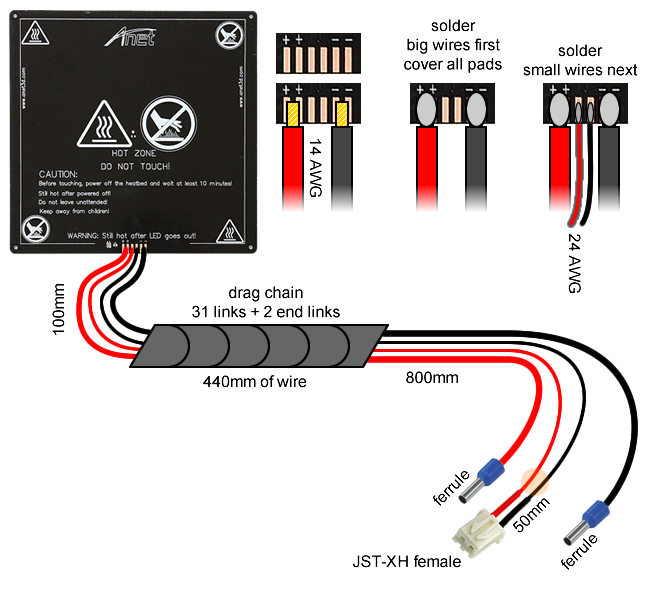 Anet
www.anet3d.com
www.anet3d.com
HOT ZONE
DO NOT TOUCH!
CAUTION:
Before touching, power off the heatbed and wait at least 10 minutes!
Still hot after powered off!
Do not leave unattended!
Keep away from children!
WARNING: Still hot after LED goes out!
+ + - -
+ + - -
14 AWG
solder
big wires first
cover all pads
+ + - -
solder
small wires next
+ + - -
24 AWG
100mm
drag chain
31 links + 2 end links
440mm of wire
800mm
ferrule
50mm
JST-XH female
ferrule